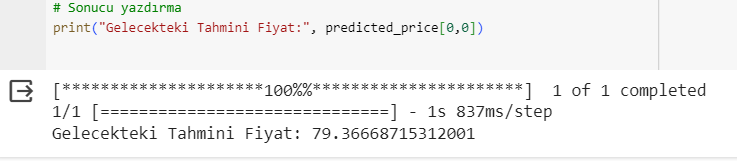 # Sonucu yazdırma
print("Gelecekteki Tahmini Fiyat:", predicted_price[0,0])
[*********************100%%**********************]  1 of 1 completed
1/1 [==============================] - 1s 837ms/step
Gelecekteki Tahmini Fiyat: 79.36668715312001